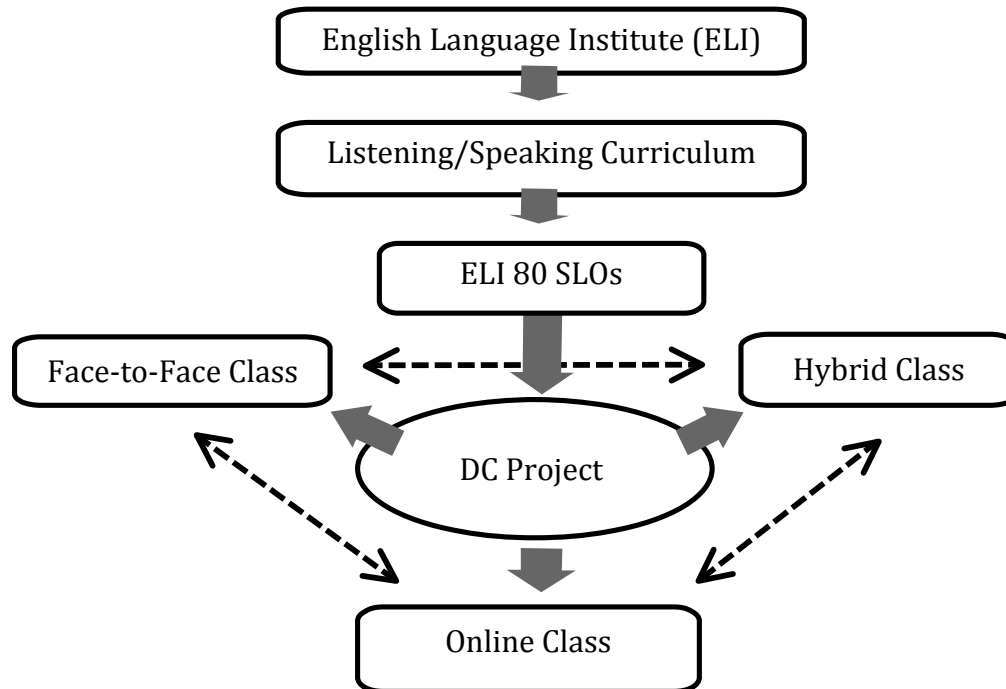 English Language Institute (ELI)
Listening/Speaking Curriculum
ELI 80 SLOs
Face-to-Face Class
Hybrid Class
DC Project
Online Class